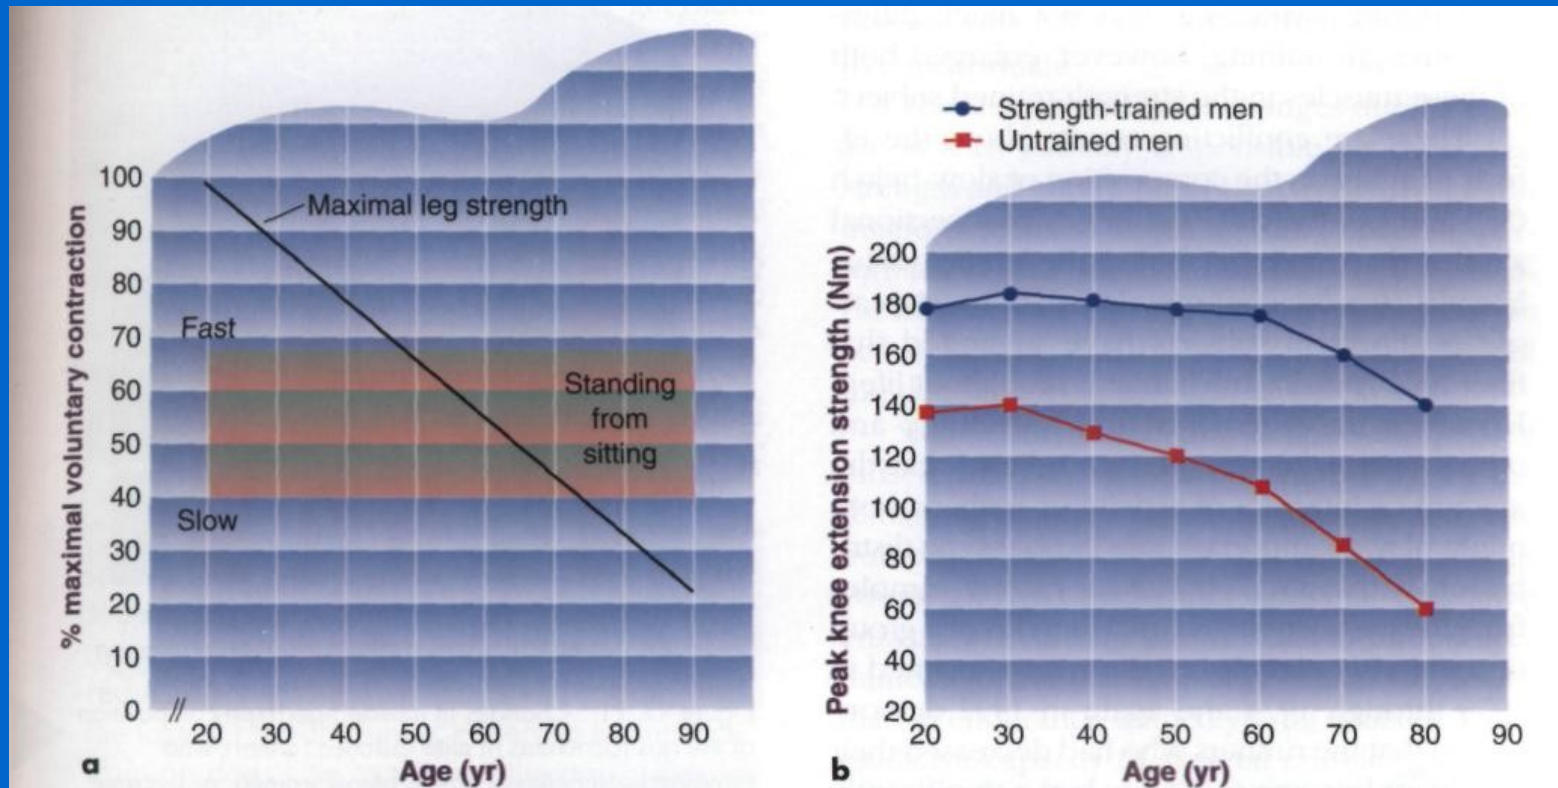 100
90
80
70
60
50
40
30
20
10
0
% maximal voluntary contraction
Maximal leg strength
Fast
Standing
from
sitting
Slow
//
20 30 40 50 60 70 80 90
Age (yr)
a
Strength-trained men
Untrained men
200
180
160
140
120
100
80
60
40
20
Peak knee extension strength (Nm)
20 30 40 50 60 70 80 90
Age (yr)
b